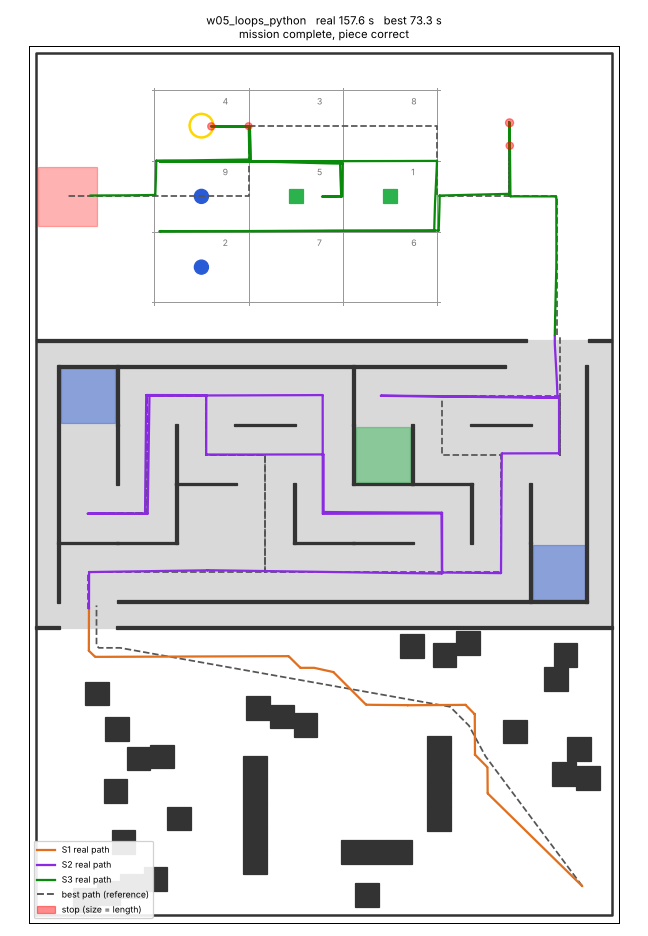 w05_loops_python   real 157.6 s   best 73.3 s
mission complete, piece correct
4 3 8
9 5 1
2 7 6
S1 real path
S2 real path
S3 real path
best path (reference)
stop (size = length)